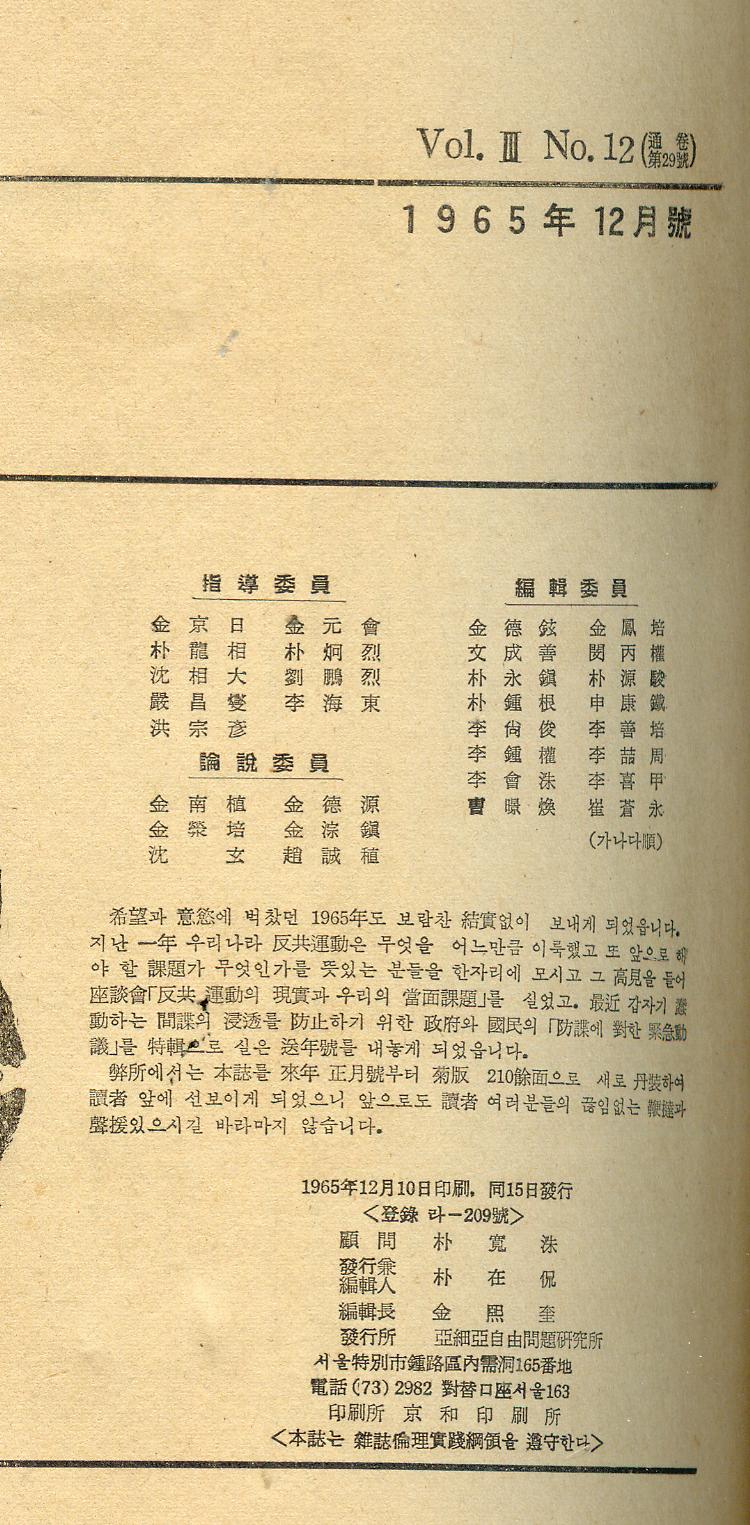 Vol. Ⅲ No. 12 (通卷第29號)
1965年 12月號
指導委員
金京日 金元會
朴龍相 朴炯烈
沈相大 劉鵬烈
嚴昌燮 李海東
洪宗彦
論說委員
金南植 金德源
金榮培 金淙鎭
沈玄 趙誠稙
編輯委員
金德鉉 金鳳培
文成善 閔丙權
朴永鎭 朴源駿
朴鍾根 申康鐵
李尙俊 李善培
李鍾權 李喆周
李會洙 李喜甲
曺暻煥 崔蒼永
(가나다順)
希望과 意慾에 벅찼던 1965年도 보람찬 結實없이 보내게 되었읍니다.
지난 一年 우리나라 反共運動은 무엇을 어느만큼 이룩했고 또 앞으로 해
야 할 課題가 무엇인가를 뜻있는 분들을 한자리에 모시고 그 高見을 들어
座談會「反共 運動의 現實과 우리의 當面課題」를 실었고. 最近 갑자기 蠢
動하는 間諜의 浸透를 防止하기 위한 政府와 國民의 「防諜에 對한 緊急動
議」를 特輯으로 실은 送年號를 내놓게 되었읍니다.
弊所에서는 本誌를 來年 正月號부터 菊版 210餘面으로 새로 丹裝하여
讀者 앞에 선보이게 되었으니 앞으로도 讀者 여러분들의 끊임없는 鞭撻과
聲援있으시길 바라마지 않습니다.
1965年12月10日印刷, 同15日發行
<登錄 라－209號>
顧問 朴寬洙
發行兼編輯人 朴在侃
編輯長 金熙奎
發行所 亞細亞自由問題研究所
서울特別市鍾路區內需洞165番地
電話 (73) 2982 對替口座서울163
印刷所 京和印刷所
<本誌는 雜誌倫理實踐綱領을 遵守한다>